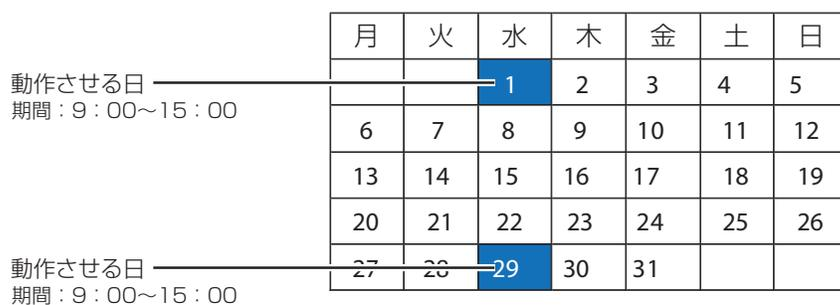 月 火 水 木 金 土 日
動作させる日 1 2 3 4 5
期間：9：00～15：00
6 7 8 9 10 11 12
13 14 15 16 17 18 19
20 21 22 23 24 25 26
動作させる日 27 28 29 30 31
期間：9：00～15：00